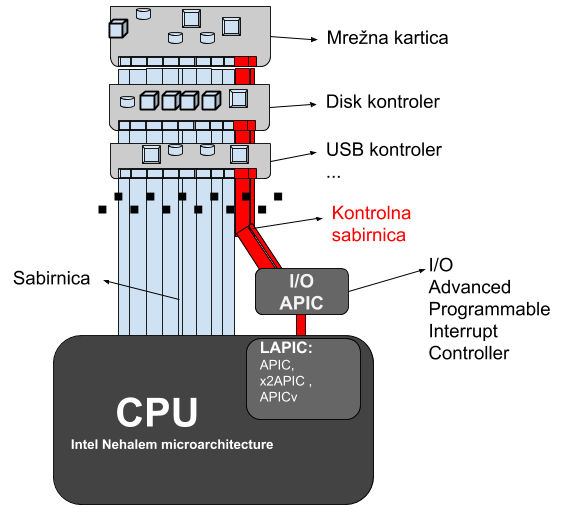 Mrežna kartica
Disk kontroler
USB kontroler
...
Kontrolna
sabirnica
Sabirnica
I/O
APIC
I/O
Advanced
Programmable
Interrupt
Controller
LAPIC:
APIC,
x2APIC ,
APICv
CPU
Intel Nehalem microarchitecture